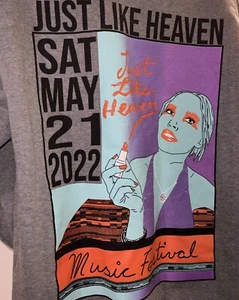 JUST LIKE HEAVEN
SAT
MAY
21
2022
Just
Like
Heaven
Music Festival